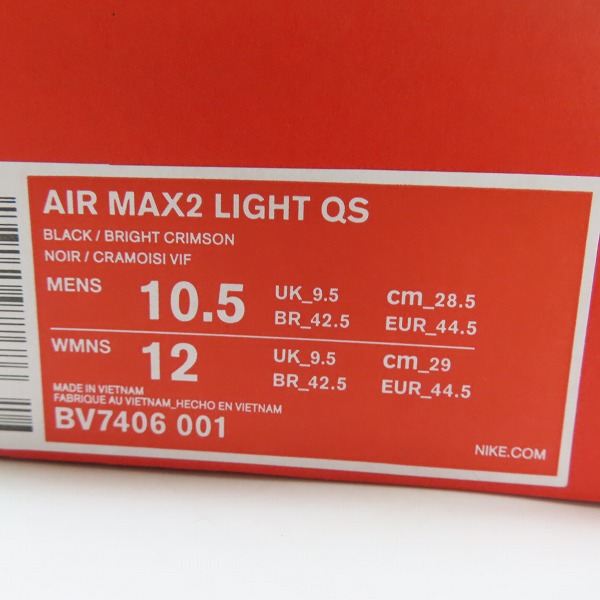 AIR MAX2 LIGHT QS
BLACK / BRIGHT CRIMSON
NOIR / CRAMOISI VIF
MENS 10.5 UK_9.5 cm_28.5
BR_42.5 EUR_44.5
WMNS 12 UK_9.5 cm_29
BR_42.5 EUR_44.5
MADE IN VIETNAM
FABRIQUE AU VIETNAM_HECHO EN VIETNAM
BV7406 001
NIKE.COM